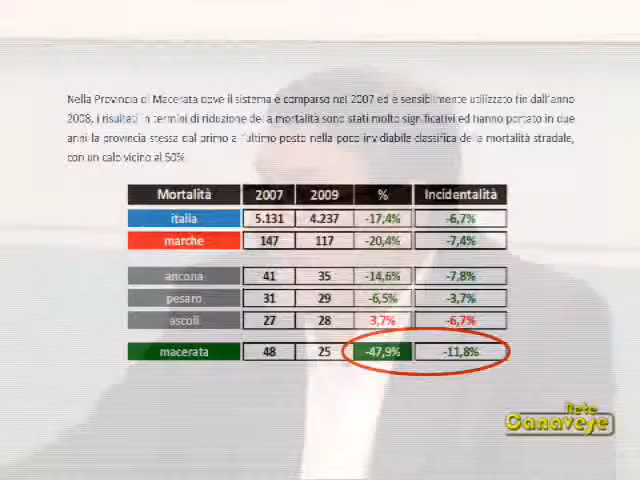 Nella Provincia di Macerata dove il sistema è comparso nel 2007 ed è sensibilmente utilizzato fin dall'anno
2008, i risultati in termini di riduzione della mortalità sono stati molto significativi ed hanno portato in due
anni la provincia stessa dal primo a l'ultimo posto nella poco invidiabile classifica della mortalità stradale,
con un calo vicino al 50%
Mortalità 2007 2009 % Incidentalità
italia 5.131 4.237 -17,4% -6,7%
marche 147 117 -20,4% -7,4%
ancona 41 35 -14,6% -7,8%
pesaro 31 29 -6,5% -3,7%
ascoli 27 28 3,7% -6,7%
macerata 48 25 -47,9% -11,8%
Rete
Canavese